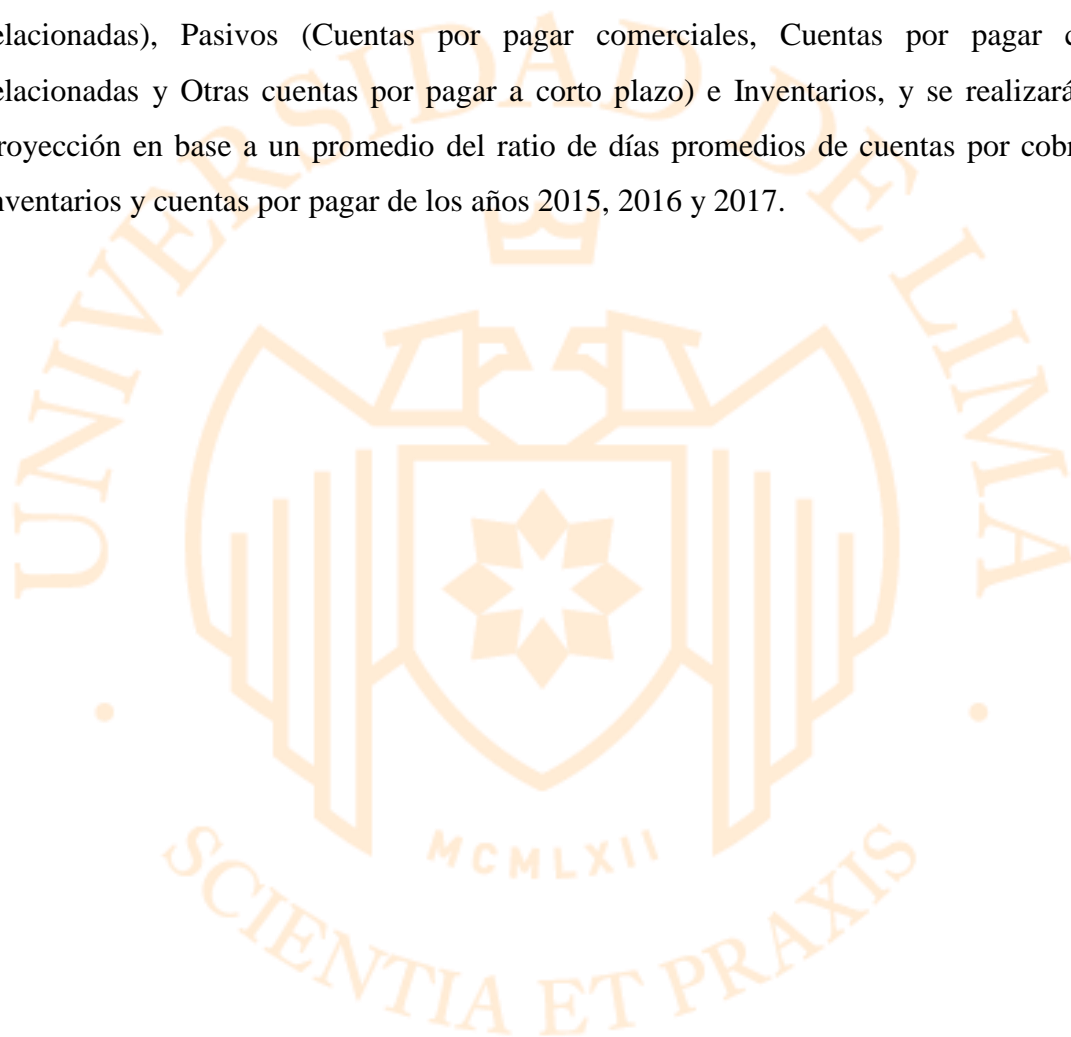 elacionadas), Pasivos (Cuentas por pagar comerciales, Cuentas por pagar
elacionadas y Otras cuentas por pagar a corto plazo) e Inventarios, y se realizará
royección en base a un promedio del ratio de días promedios de cuentas por cobr
nventarios y cuentas por pagar de los años 2015, 2016 y 2017.
UNIVERSIDAD DE LIMA
MCMLXII
SCIENTIA ET PRAXIS